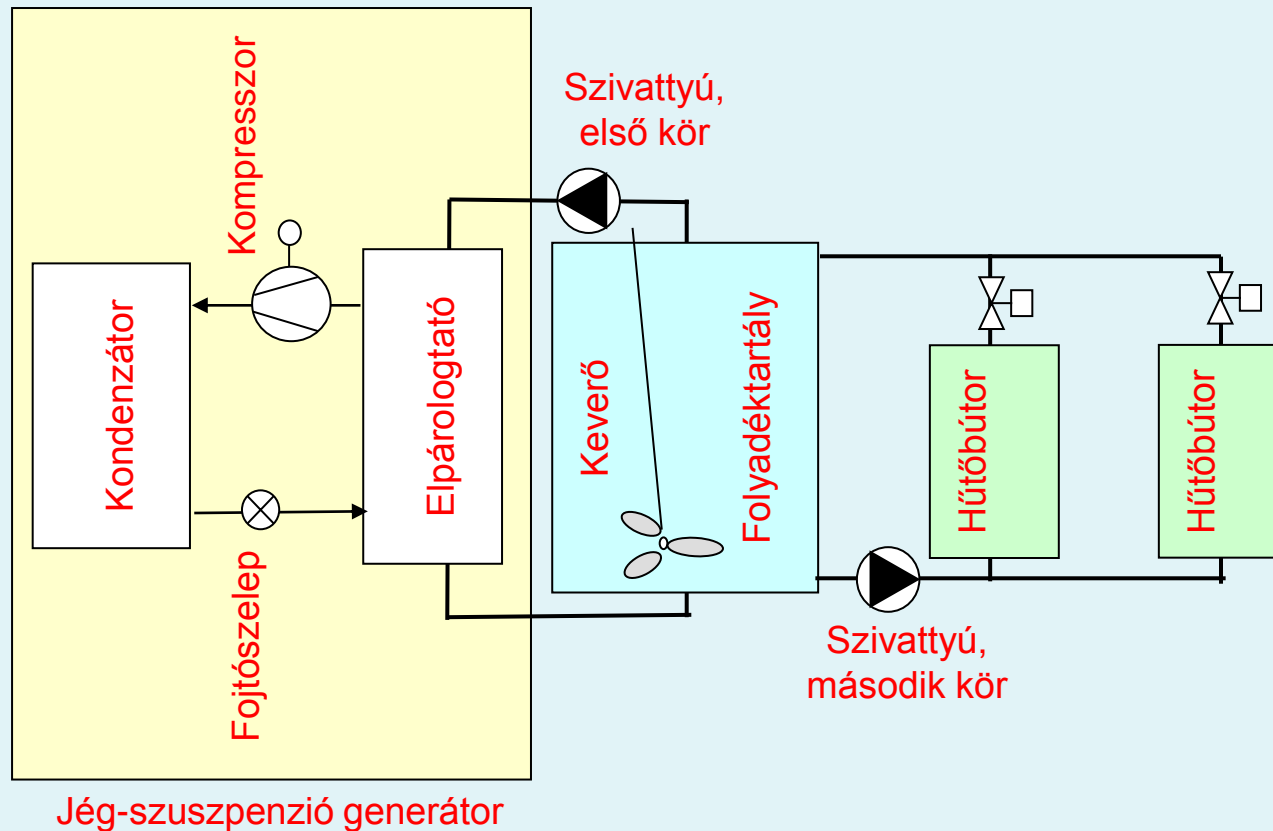 Kondenzátor
Kompresszor
Fojtószelep
Elpárologtató
Szivattyú,
első kör
Keverő
Folyadéktartály
Szivattyú,
második kör
Hűtőbútor
Hűtőbútor
Jég-szuszpenzió generátor